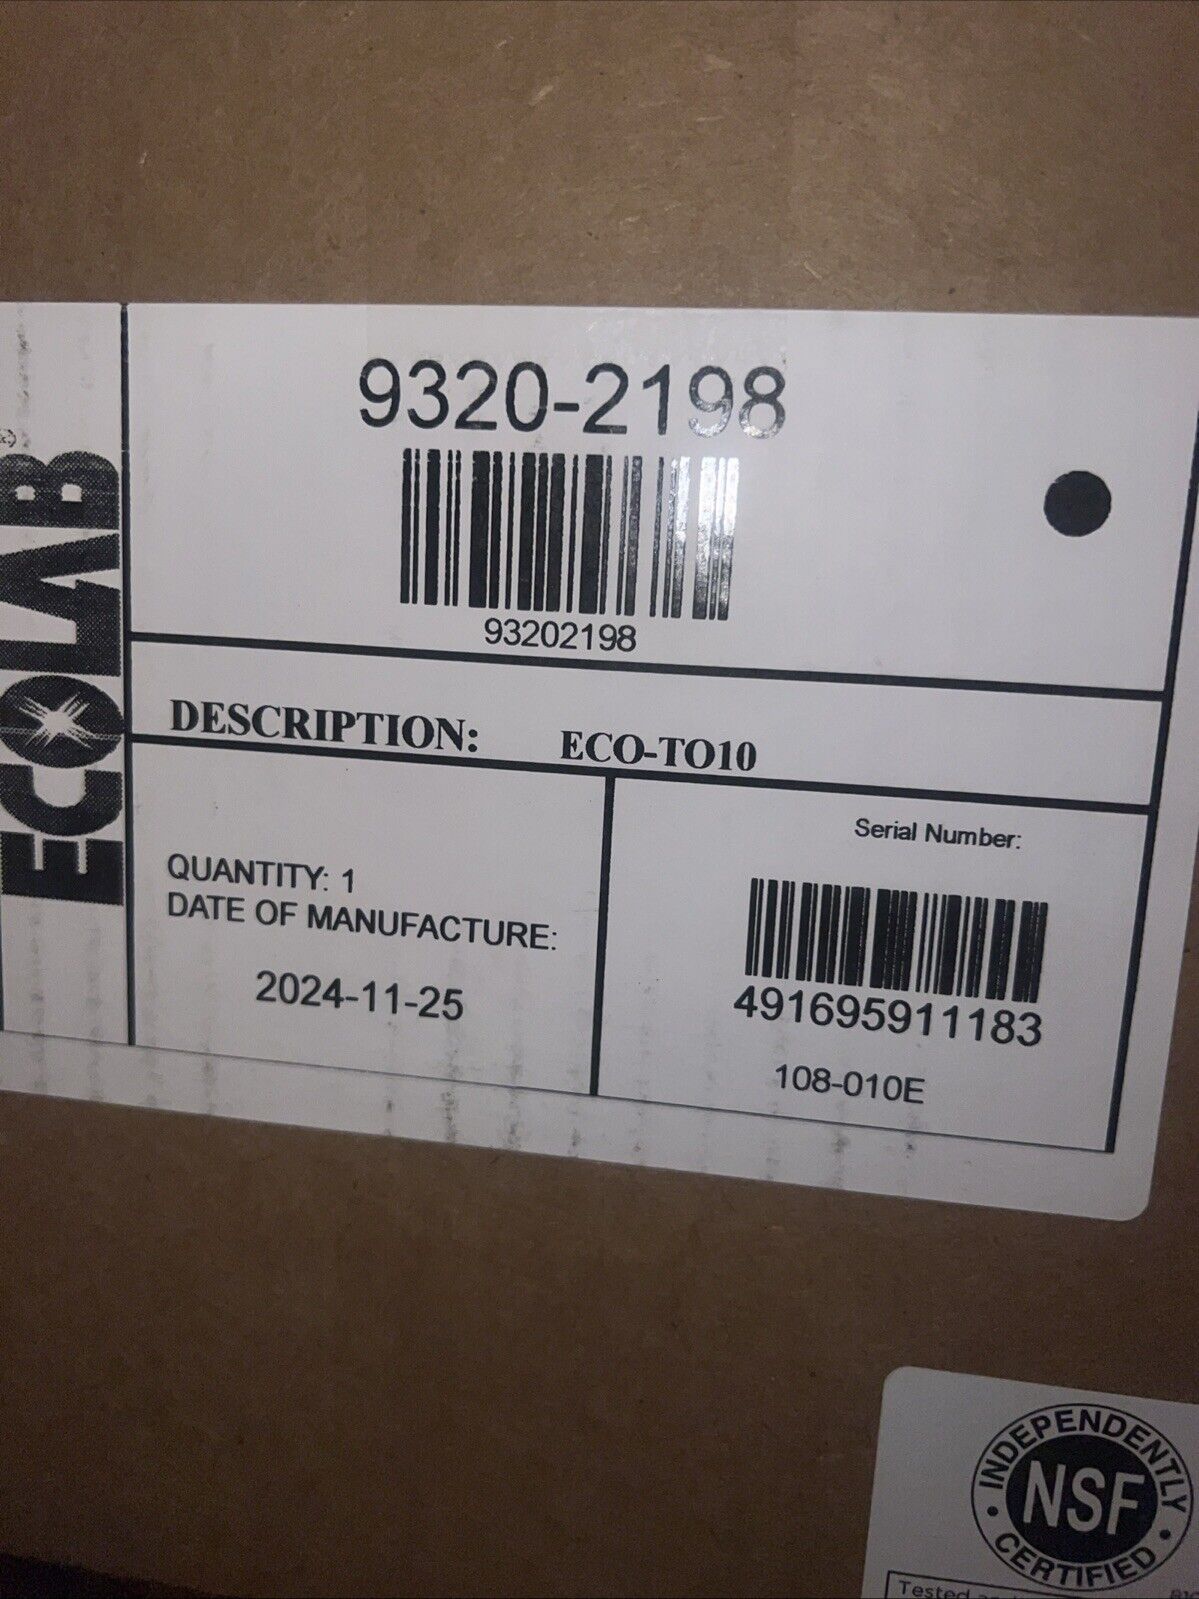 9320-2198
93202198
ECOLAB
DESCRIPTION: ECO-TO10
QUANTITY: 1
DATE OF MANUFACTURE:
2024-11-25
Serial Number:
491695911183
108-010E
INDEPENDENTLY
NSF
CERTIFIED
Tested